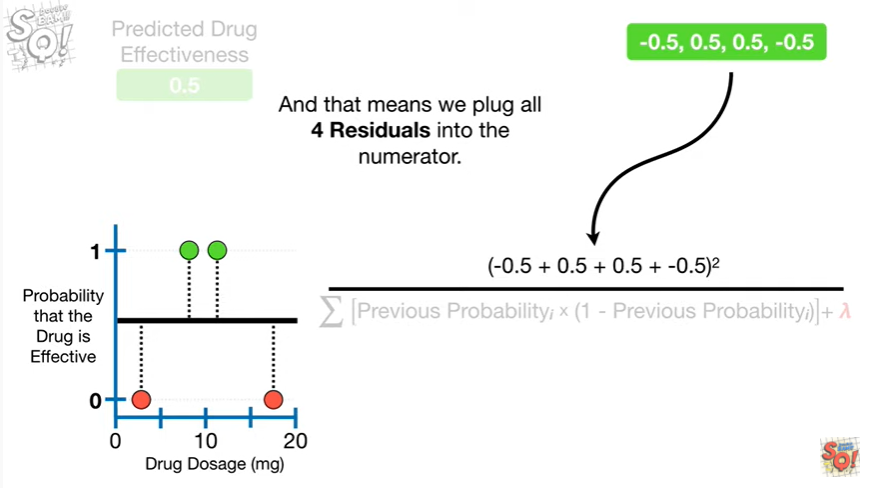 Predicted Drug
Effectiveness
0.5
-0.5, 0.5, 0.5, -0.5
And that means we plug all
4 Residuals into the
numerator.
(-0.5 + 0.5 + 0.5 + -0.5)²
∑ [Previous Probabilityᵢ × (1 - Previous Probabilityᵢ)]+ λ
1
Probability
that the
Drug is
Effective
0
0 10 20
Drug Dosage (mg)
SQ!